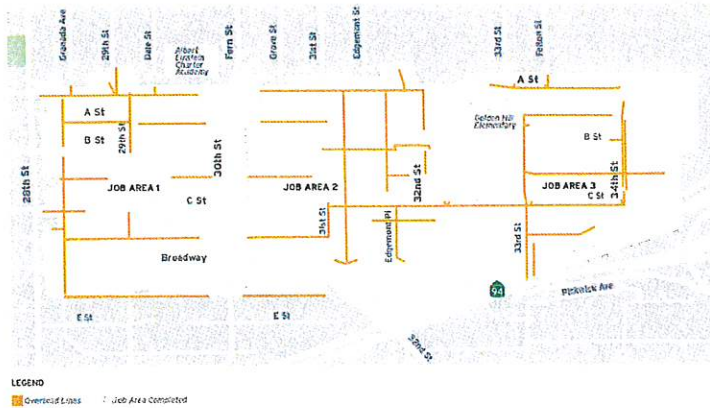 Granada Ave
29th St
Date St
Albert
Einstein
Charter
Academy
Fern St
Grove St
31st St
Edgemont St
33rd St
Felton St
A St
A St
Golden Hill
Elementary
B St
B St
29th St
30th St
28th St
JOB AREA 1
JOB AREA 2
32nd St
JOB AREA 3
34th St
C St
C St
31st St
Edgemont Pl
33rd St
Broadway
94
Pickwick Ave
E St
E St
32nd St
LEGEND
Overhead Lines
Job Area Completed